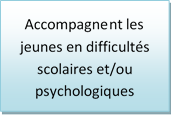 Accompagnent les
jeunes en difficultés
scolaires et/ou
psychologiques